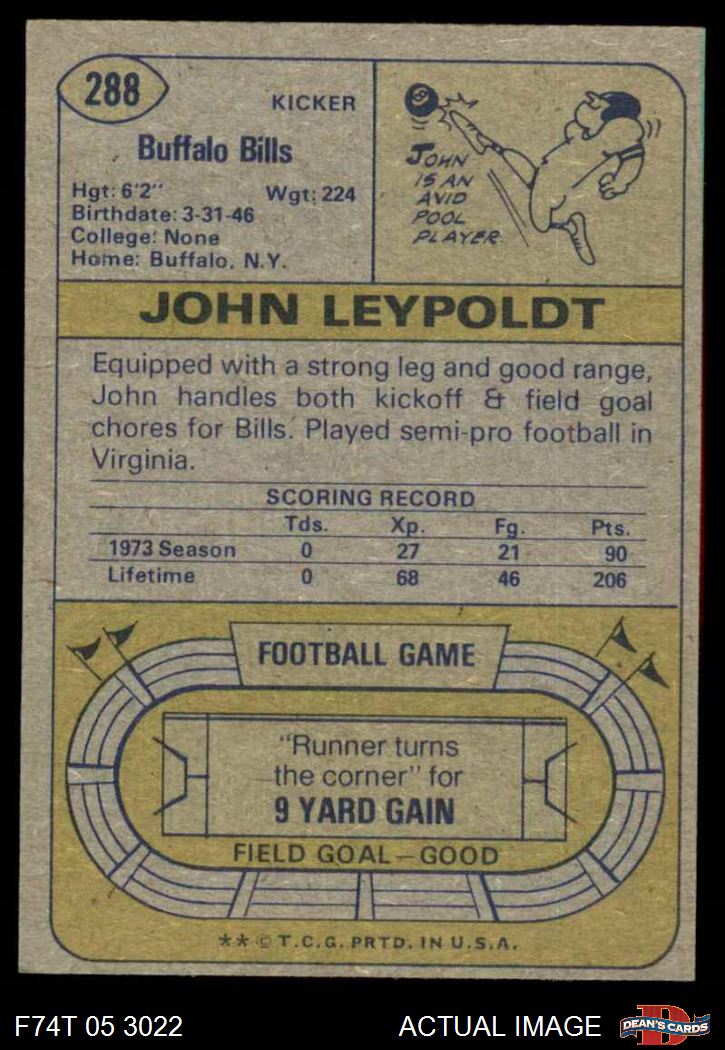 288
KICKER
Buffalo Bills
Hgt: 6'2" Wgt: 224
Birthdate: 3-31-46
College: None
Home: Buffalo, N.Y.
8
JOHN
IS AN
AVID
POOL
PLAYER
JOHN LEYPOLDT
Equipped with a strong leg and good range,
John handles both kickoff & field goal
chores for Bills. Played semi-pro football in
Virginia.
SCORING RECORD
Tds. Xp. Fg. Pts.
1973 Season 0 27 21 90
Lifetime 0 68 46 206
FOOTBALL GAME
"Runner turns
the corner" for
9 YARD GAIN
FIELD GOAL—GOOD
** © T.C.G. PRTD. IN U.S.A.
F74T 05 3022 ACTUAL IMAGE
D
DEAN'S CARDS